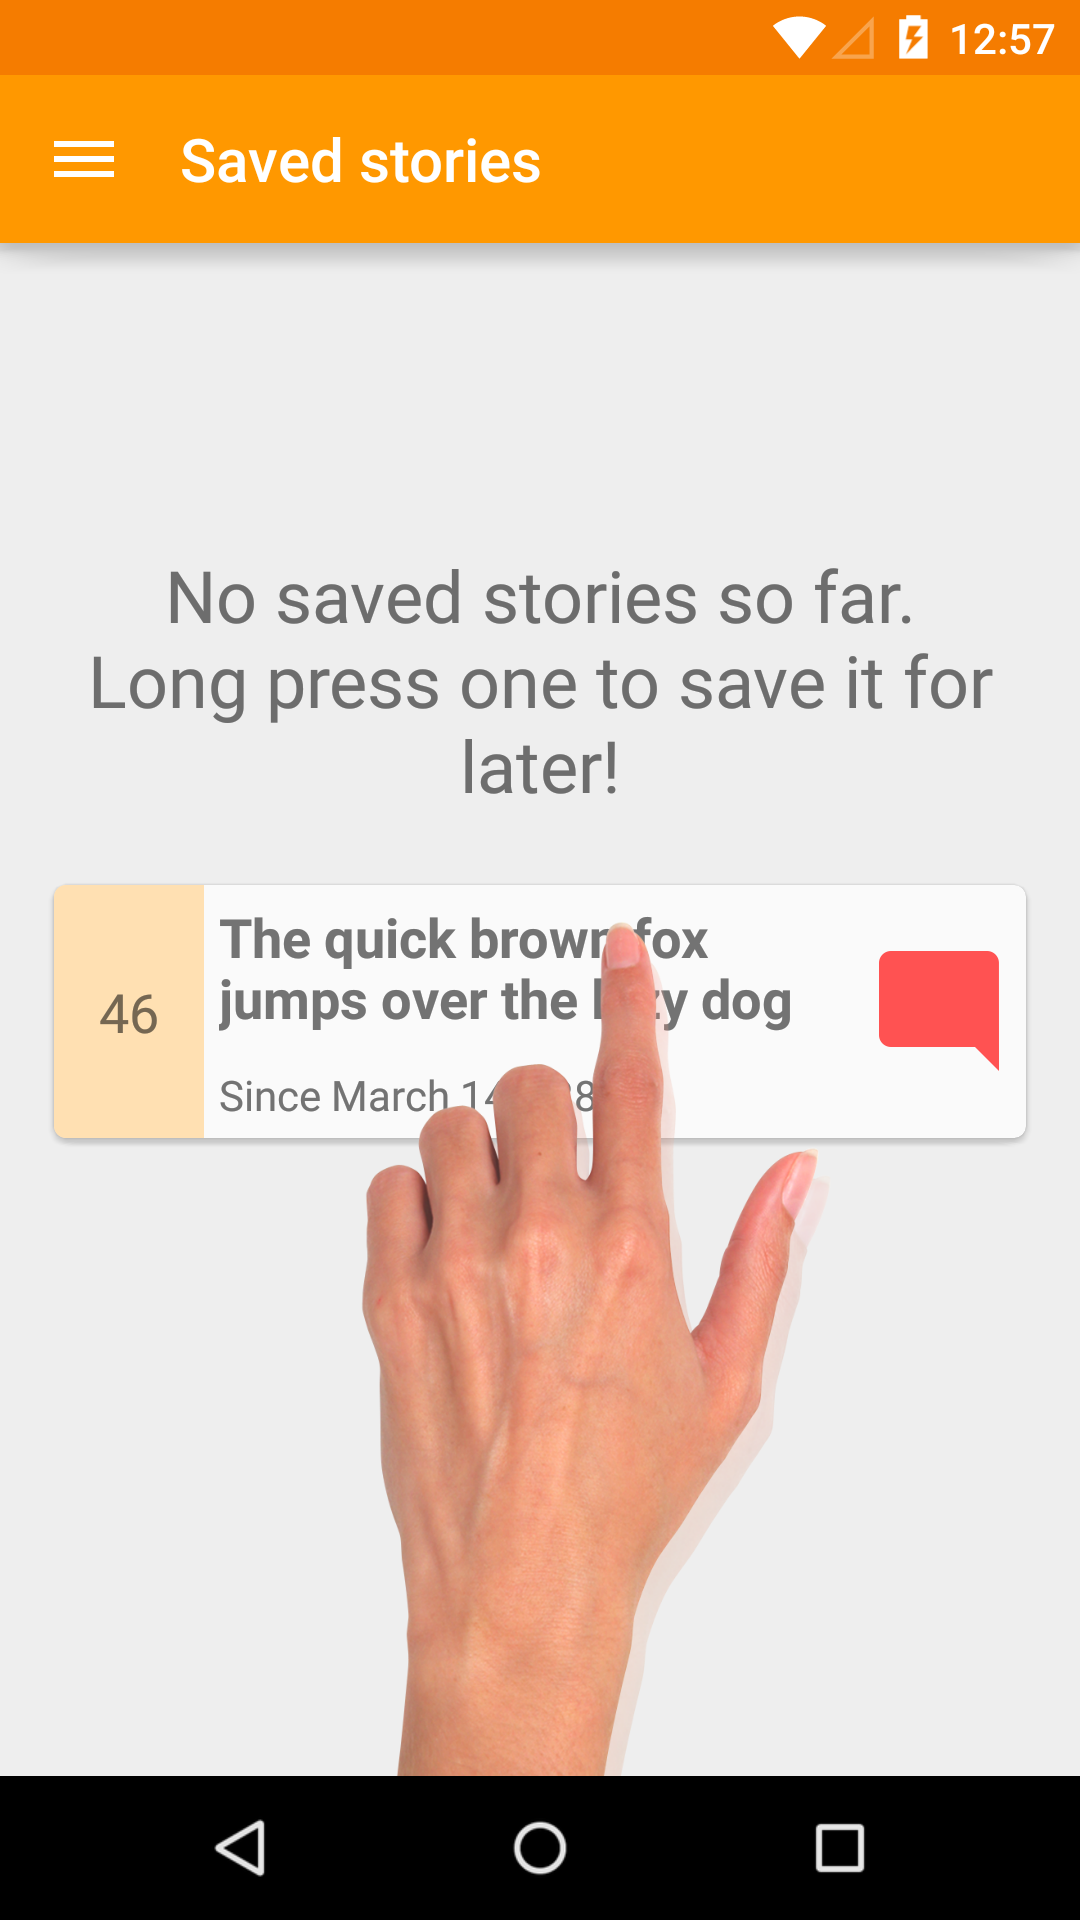 12:57
Saved stories
No saved stories so far.
Long press one to save it for
later!
46
The quick brown fox
jumps over the lazy dog
Since March